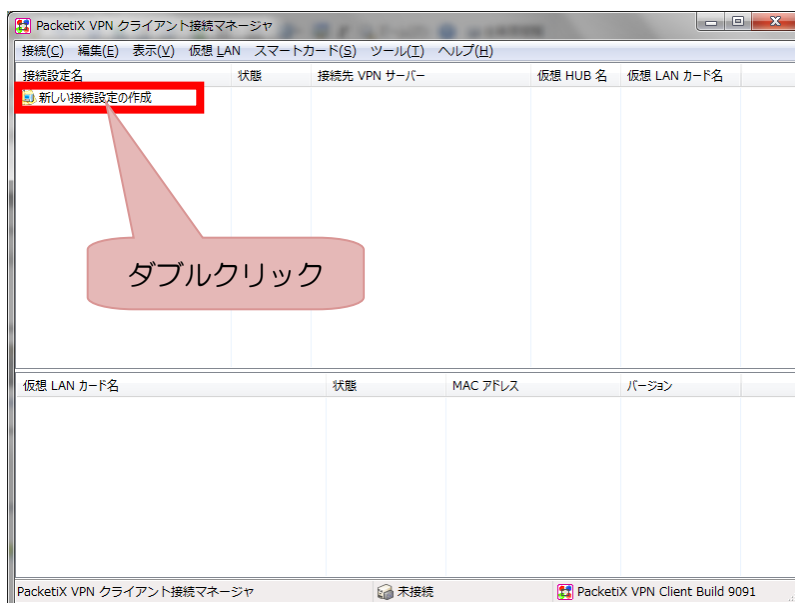 PacketiX VPN クライアント接続マネージャ
接続(C) 編集(E) 表示(V) 仮想 LAN スマートカード(S) ツール(T) ヘルプ(H)
接続設定名 状態 接続先 VPN サーバー 仮想 HUB 名 仮想 LAN カード名
新しい接続設定の作成
ダブルクリック
仮想 LAN カード名 状態 MAC アドレス バージョン
PacketiX VPN クライアント接続マネージャ 未接続 PacketiX VPN Client Build 9091